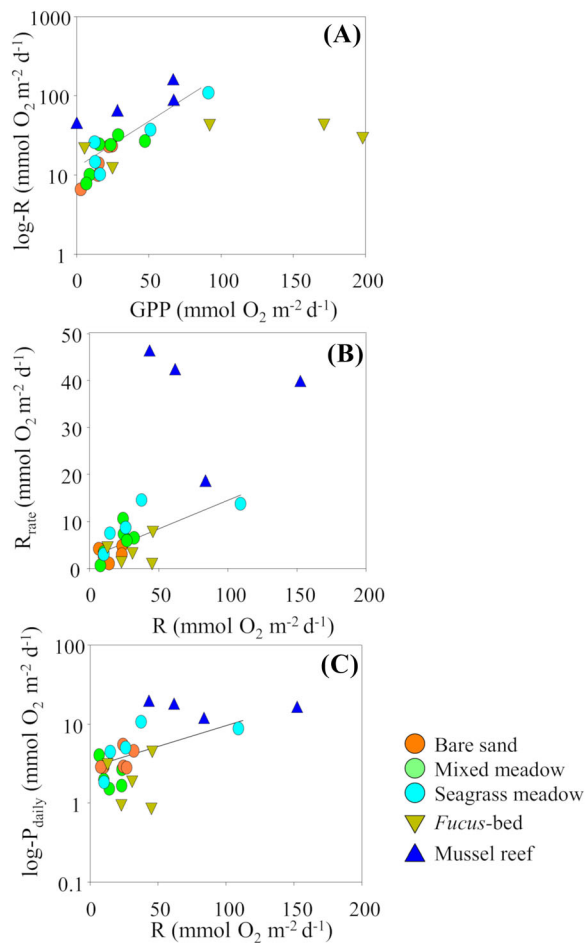 (A)
log-R (mmol O₂ m⁻² d⁻¹)
1000
100
10
1
0 50 100 150 200
GPP (mmol O₂ m⁻² d⁻¹)
(B)
R_rate (mmol O₂ m⁻² d⁻¹)
50
40
30
20
10
0
0 50 100 150 200
R (mmol O₂ m⁻² d⁻¹)
(C)
log-P_daily (mmol O₂ m⁻² d⁻¹)
100
10
1
0.1
0 50 100 150 200
R (mmol O₂ m⁻² d⁻¹)
Bare sand
Mixed meadow
Seagrass meadow
Fucus-bed
Mussel reef